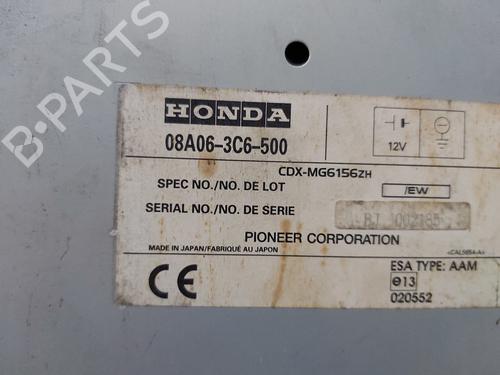 B-PARTS
HONDA
08A06-3C6-500
12V
CDX-MG6156ZH
SPEC NO./NO. DE LOT /EW
SERIAL NO./NO. DE SERIE
PIONEER CORPORATION
MADE IN JAPAN/FABRIQUÉ AU JAPON
<CAL5854-A>
CE
ESA TYPE: AAM
e13
020552